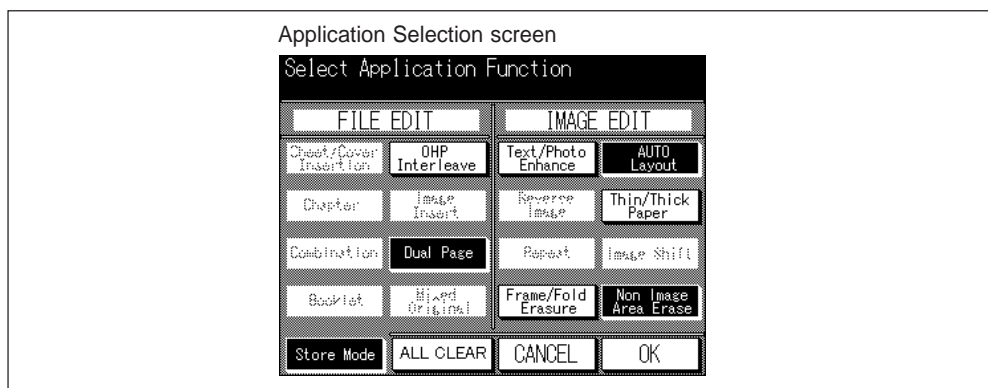 Application Selection screen
Select Application Function
FILE EDIT
IMAGE EDIT
Sheet/Cover
Insertion
OHP
Interleave
Text/Photo
Enhance
AUTO
Layout
Chapter
Image
Insert
Reverse
Image
Thin/Thick
Paper
Combination
Dual Page
Repeat
Image Shift
Booklet
Mixed
Original
Frame/Fold
Erasure
Non Image
Area Erase
Store Mode
ALL CLEAR
CANCEL
OK